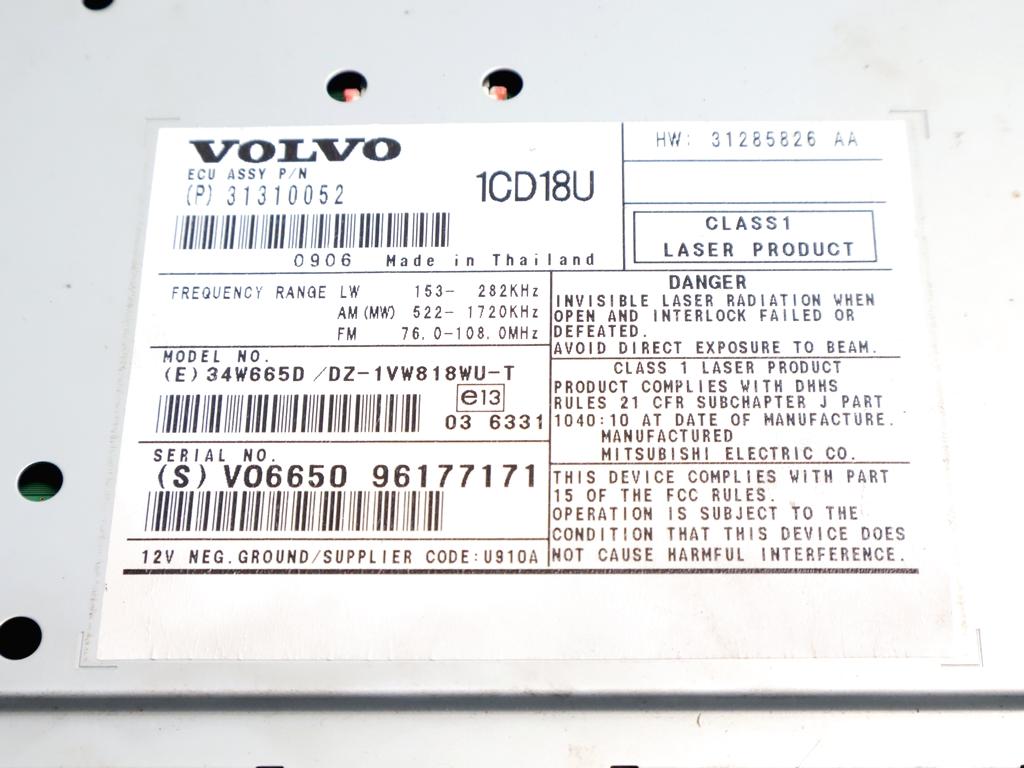 VOLVO
ECU ASSY P/N
(P) 31310052
1CD18U
0906 Made in Thailand
HW: 31285826 AA
CLASS1
LASER PRODUCT
FREQUENCY RANGE LW 153- 282KHz
AM (MW) 522- 1720KHz
FM 76.0-108.0MHz
MODEL NO.
(E) 34W665D /DZ-1VW818WU-T
e13
03 6331
SERIAL NO.
(S) VO6650 96177171
12V NEG.GROUND/SUPPLIER CODE:U910A
DANGER
INVISIBLE LASER RADIATION WHEN
OPEN AND INTERLOCK FAILED OR
DEFEATED.
AVOID DIRECT EXPOSURE TO BEAM.
CLASS 1 LASER PRODUCT
PRODUCT COMPLIES WITH DHHS
RULES 21 CFR SUBCHAPTER J PART
1040:10 AT DATE OF MANUFACTURE.
MANUFACTURED
MITSUBISHI ELECTRIC CO.
THIS DEVICE COMPLIES WITH PART
15 OF THE FCC RULES.
OPERATION IS SUBJECT TO THE
CONDITION THAT THIS DEVICE DOES
NOT CAUSE HARMFUL INTERFERENCE.